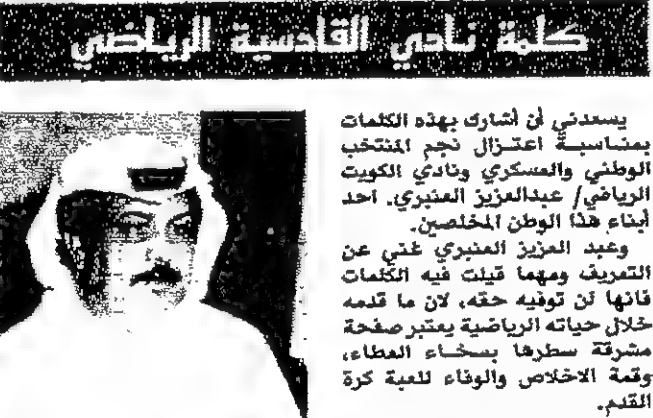 كلمة نادي القادسية الرياضي
يسعدني أن أشارك بهذه الكلمات
بمناسبة اعتزال نجم المنتخب
الوطني والعسكري ونادي الكويت
الرياضي/ عبدالعزيز العنبري. احد
أبناء هذا الوطن المخلصين.
وعبد العزيز العنبري غني عن
التعريف ومهما قيلت فيه الكلمات
فانها لن توفيه حقه، لان ما قدمه
خلال حياته الرياضية يعتبر صفحة
مشرقة سطرها بسخاء العطاء،
وقمة الاخلاص والوفاء للعبة كرة
القدم.